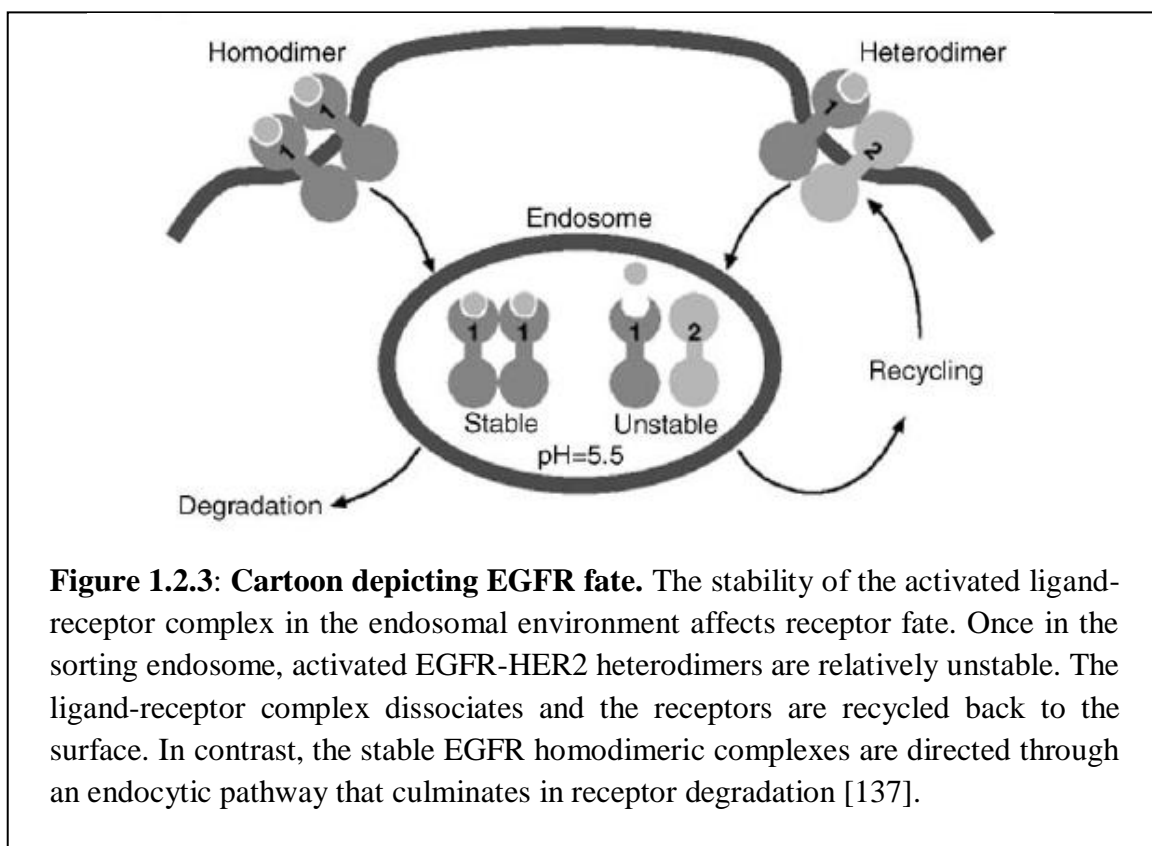 Homodimer
Heterodimer
1
1
1
2
Endosome
1
1
1
2
Recycling
Stable
Unstable
pH=5.5
Degradation
Figure 1.2.3: Cartoon depicting EGFR fate. The stability of the activated ligand-
receptor complex in the endosomal environment affects receptor fate. Once in the
sorting endosome, activated EGFR-HER2 heterodimers are relatively unstable. The
ligand-receptor complex dissociates and the receptors are recycled back to the
surface. In contrast, the stable EGFR homodimeric complexes are directed through
an endocytic pathway that culminates in receptor degradation [137].